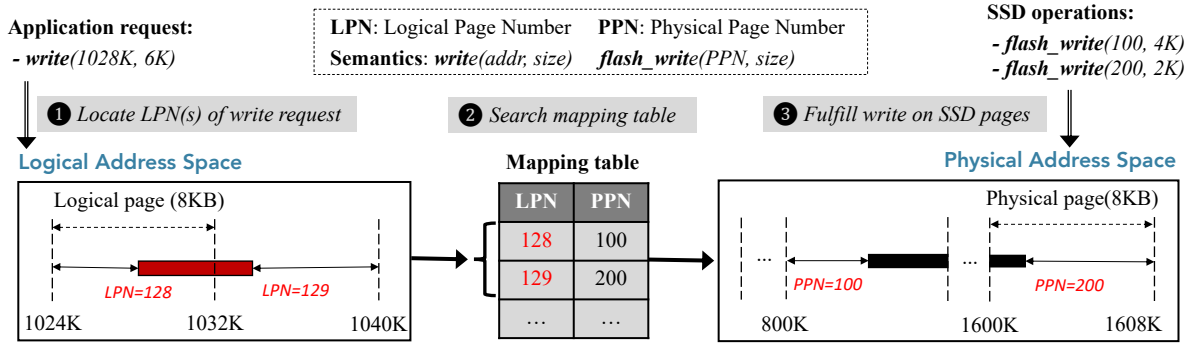 Application request:
- write(1028K, 6K)
LPN: Logical Page Number PPN: Physical Page Number
Semantics: write(addr, size) flash_write(PPN, size)
SSD operations:
- flash_write(100, 4K)
- flash_write(200, 2K)
❶ Locate LPN(s) of write request
❷ Search mapping table
❸ Fulfill write on SSD pages
Logical Address Space
Logical page (8KB)
LPN=128
LPN=129
1024K
1032K
1040K
Mapping table
LPN PPN
128 100
129 200
... ...
Physical Address Space
Physical page(8KB)
...
...
PPN=100
PPN=200
800K
1600K
1608K